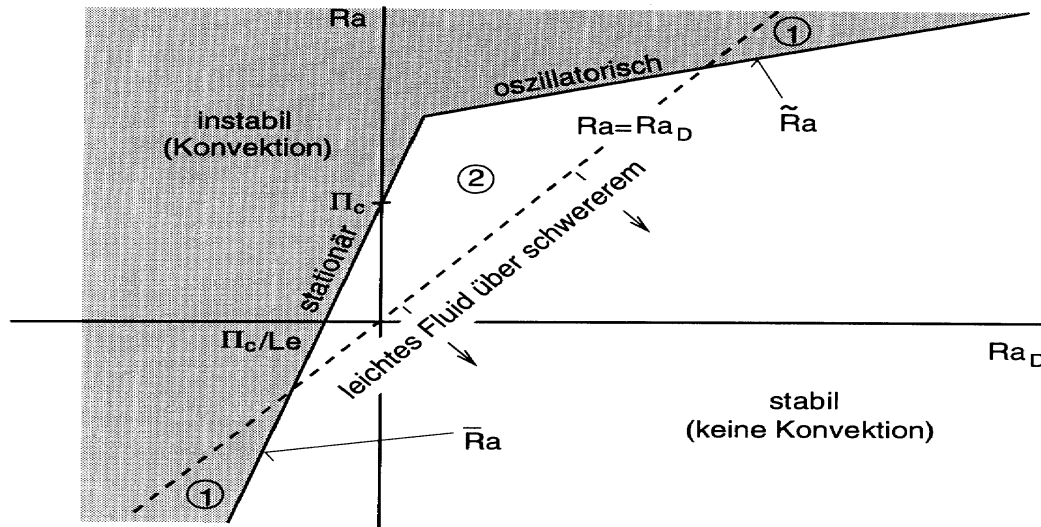 Ra
①
oszillatorisch
instabil
(Konvektion)
Ra=Ra_D
R̃a
②
Π_c
stationär
leichtes Fluid über schwererem
Π_c/Le
Ra_D
stabil
(keine Konvektion)
R̄a
①